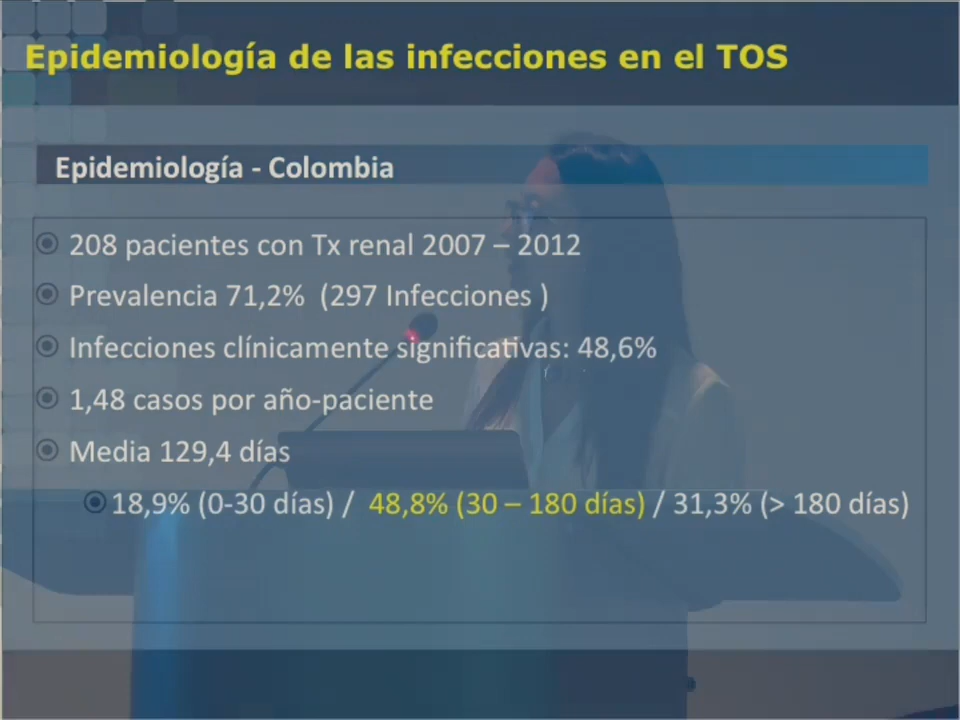 Epidemiología de las infecciones en el TOS
Epidemiología - Colombia
208 pacientes con Tx renal 2007 – 2012
Prevalencia 71,2% (297 Infecciones )
Infecciones clínicamente significativas: 48,6%
1,48 casos por año-paciente
Media 129,4 días
18,9% (0-30 días) / 48,8% (30 – 180 días) / 31,3% (> 180 días)